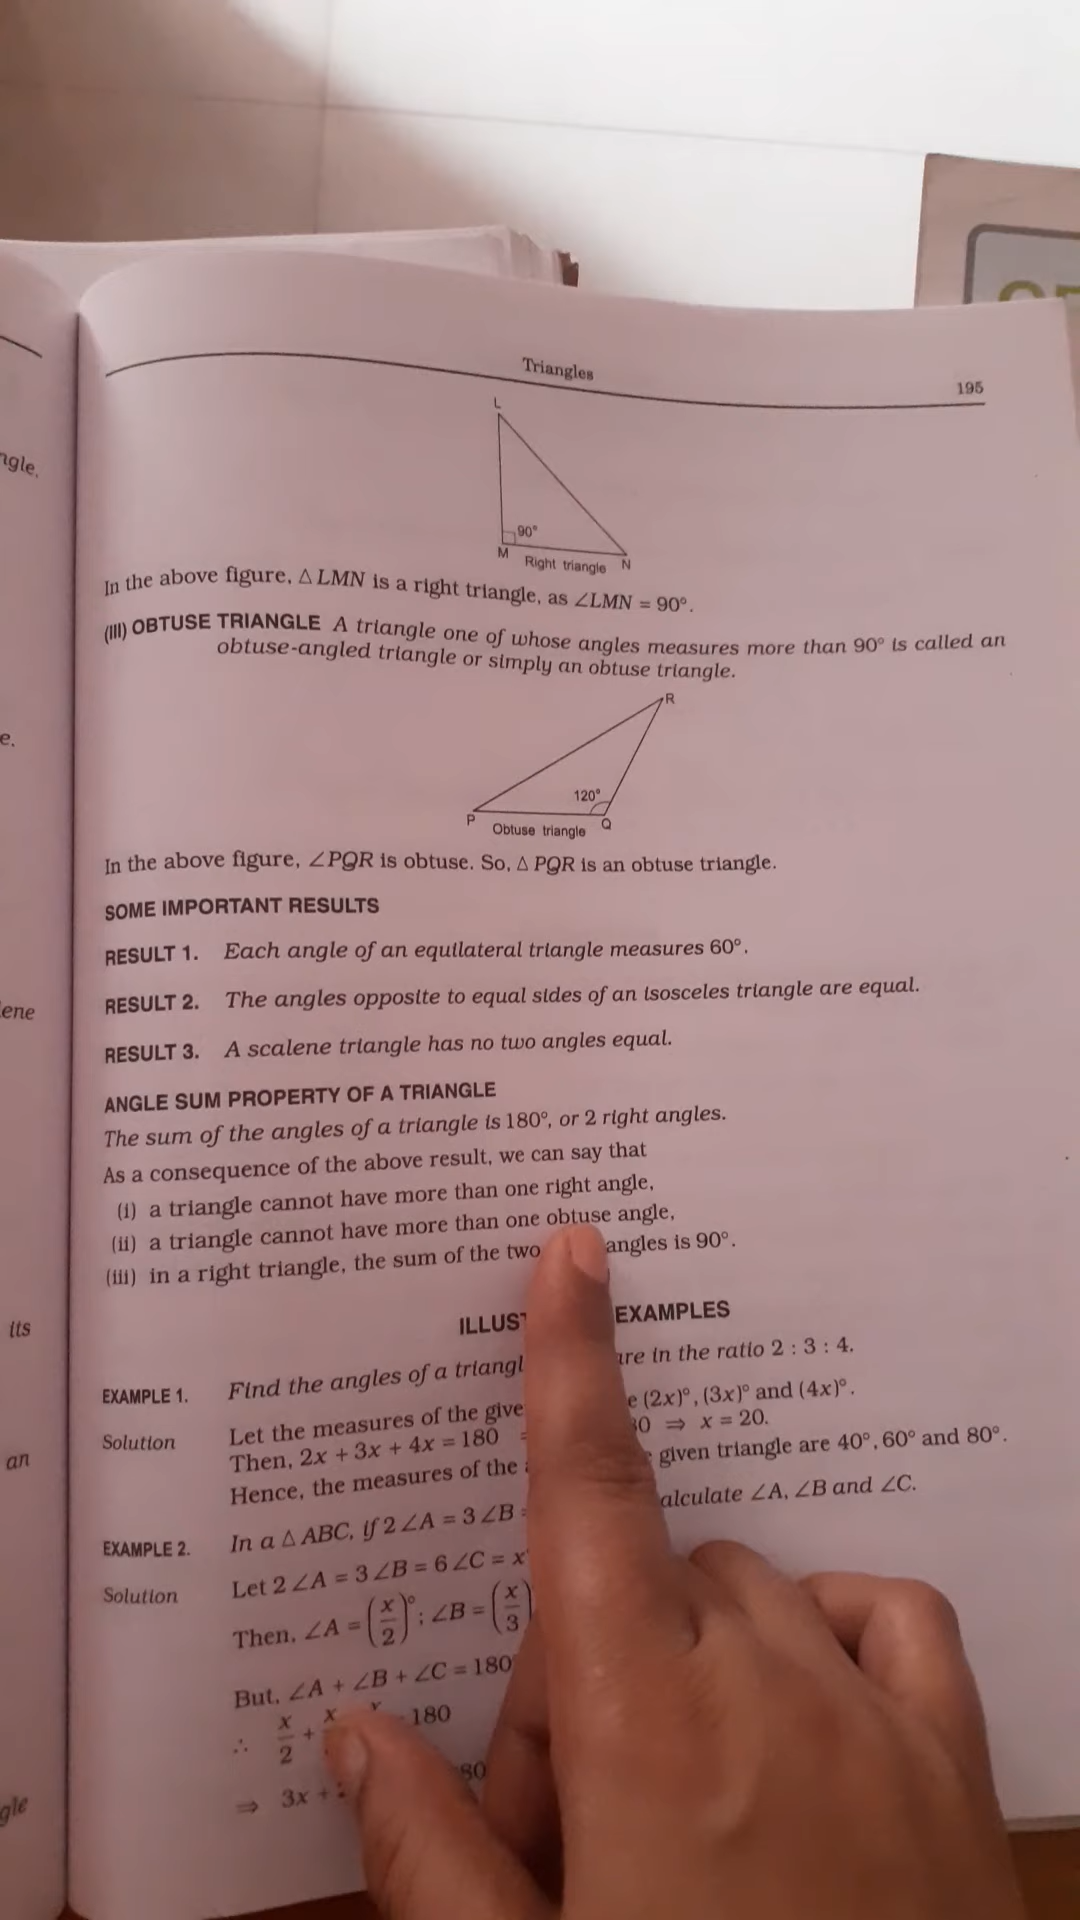 Triangles
195
L
90°
M
Right triangle
N
In the above figure, △ LMN is a right triangle, as ∠LMN = 90°.
(III) OBTUSE TRIANGLE A triangle one of whose angles measures more than 90° is called an
obtuse-angled triangle or simply an obtuse triangle.
R
120°
P
Obtuse triangle
Q
In the above figure, ∠PQR is obtuse. So, △ PQR is an obtuse triangle.
SOME IMPORTANT RESULTS
RESULT 1. Each angle of an equilateral triangle measures 60°.
RESULT 2. The angles opposite to equal sides of an isosceles triangle are equal.
RESULT 3. A scalene triangle has no two angles equal.
ANGLE SUM PROPERTY OF A TRIANGLE
The sum of the angles of a triangle is 180°, or 2 right angles.
As a consequence of the above result, we can say that
(i) a triangle cannot have more than one right angle,
(ii) a triangle cannot have more than one obtuse angle,
(iii) in a right triangle, the sum of the two angles is 90°.
EXAMPLES
EXAMPLE 1. Find the angles of a are in the ratio 2 : 3 : 4.
Solution Let the measures of the (2x)°, (3x)° and (4x)°.
Then, 2x + 3x + 4x = 180 ⇒ x = 20.
Hence, the measures of the given triangle are 40°, 60° and 80°.
EXAMPLE 2. In a △ ABC, if 2 ∠A = 3 ∠B = ∠A, ∠B and ∠C.
Solution Let 2 ∠A = 3 ∠B = 6 ∠C = x
Then, ∠A = (x/2)°; ∠B = (x/3)
But, ∠A + ∠B + ∠C = 180
∴ x/2 + x 180
⇒ 3x +
its
an